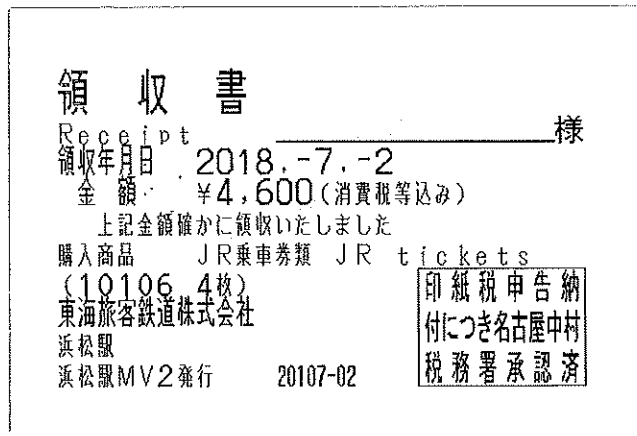 領収書
Receipt 様
領収年月日 2018.-7.-2
金額 ¥4,600(消費税等込み)
上記金額確かに領収いたしました
購入商品 JR乗車券類 JR tickets
(10106 4枚)
東海旅客鉄道株式会社
浜松駅
浜松駅MV2発行 20107-02
印紙税申告納
付につき名古屋中村
税務署承認済